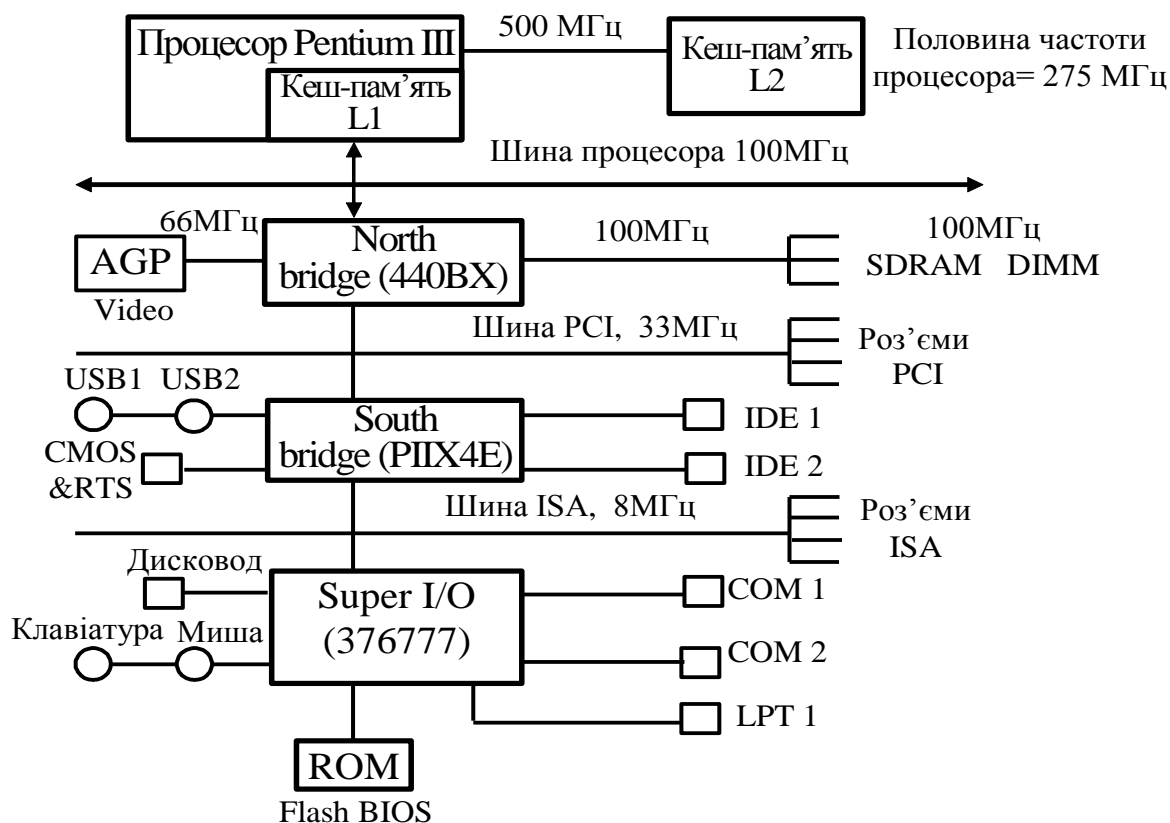 Процесор Pentium III
500 МГц
Кеш-пам’ять
L2
Половина частоти
процесора= 275 МГц
Кеш-пам’ять
L1
Шина процесора 100МГц
66МГц
AGP
Video
North
bridge (440BX)
100МГц
100МГц
SDRAM DIMM
Шина PCI, 33МГц
Роз’єми
PCI
USB1 USB2
CMOS
&RTS
South
bridge (PIIX4E)
IDE 1
IDE 2
Шина ISA, 8МГц
Роз’єми
ISA
Дисковод
Клавіатура Миша
Super I/O
(376777)
COM 1
COM 2
LPT 1
ROM
Flash BIOS